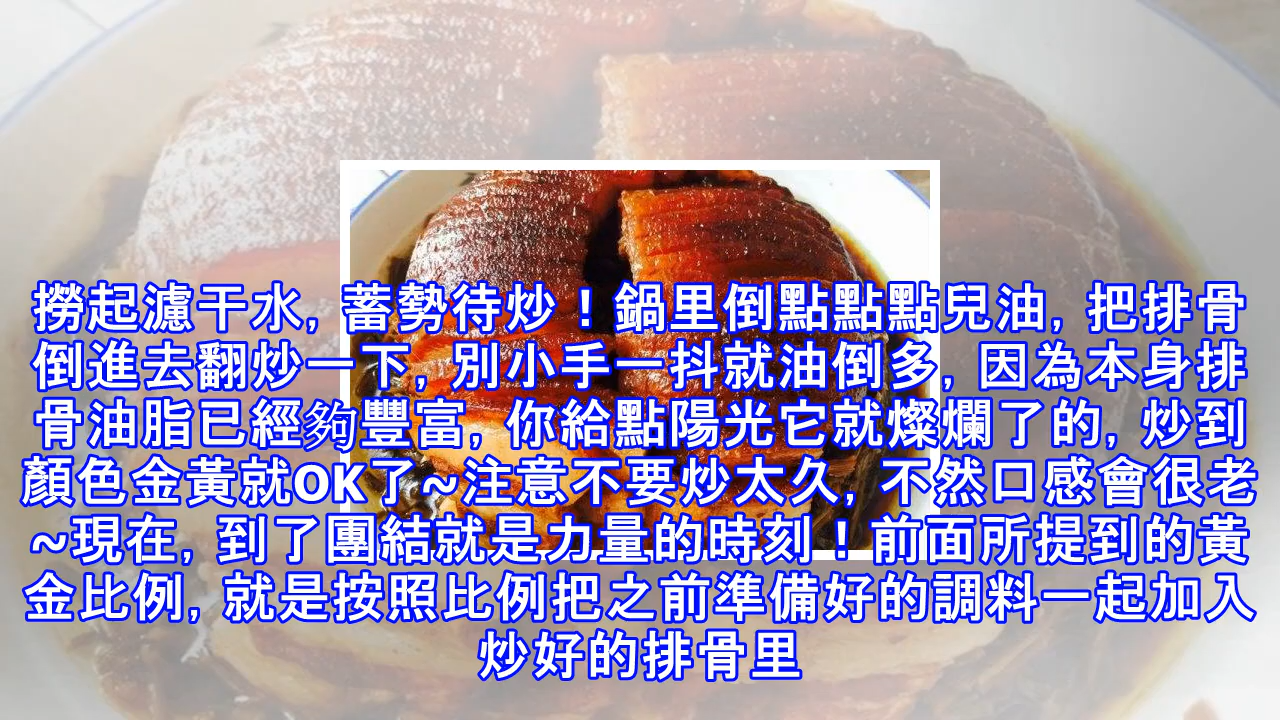 撈起濾干水, 蓄勢待炒！鍋里倒點點點兒油, 把排骨
倒進去翻炒一下, 別小手一抖就油倒多, 因為本身排
骨油脂已經夠豐富, 你給點陽光它就燦爛了的, 炒到
顏色金黃就OK了~注意不要炒太久, 不然口感會很老
~現在, 到了團結就是力量的時刻！前面所提到的黃
金比例, 就是按照比例把之前準備好的調料一起加入
炒好的排骨里